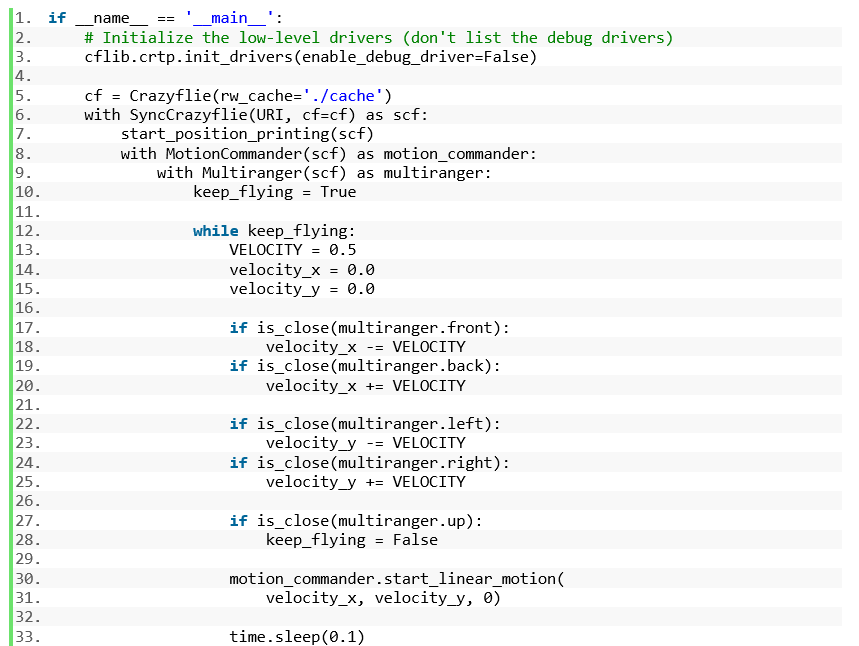 1. if __name__ == '__main__':
2.     # Initialize the low-level drivers (don't list the debug drivers)
3.     cflib.crtp.init_drivers(enable_debug_driver=False)
4.
5.     cf = Crazyflie(rw_cache='./cache')
6.     with SyncCrazyflie(URI, cf=cf) as scf:
7.         start_position_printing(scf)
8.         with MotionCommander(scf) as motion_commander:
9.             with Multiranger(scf) as multiranger:
10.                 keep_flying = True
11.
12.                 while keep_flying:
13.                     VELOCITY = 0.5
14.                     velocity_x = 0.0
15.                     velocity_y = 0.0
16.
17.                     if is_close(multiranger.front):
18.                         velocity_x -= VELOCITY
19.                     if is_close(multiranger.back):
20.                         velocity_x += VELOCITY
21.
22.                     if is_close(multiranger.left):
23.                         velocity_y -= VELOCITY
24.                     if is_close(multiranger.right):
25.                         velocity_y += VELOCITY
26.
27.                     if is_close(multiranger.up):
28.                         keep_flying = False
29.
30.                     motion_commander.start_linear_motion(
31.                         velocity_x, velocity_y, 0)
32.
33.                     time.sleep(0.1)